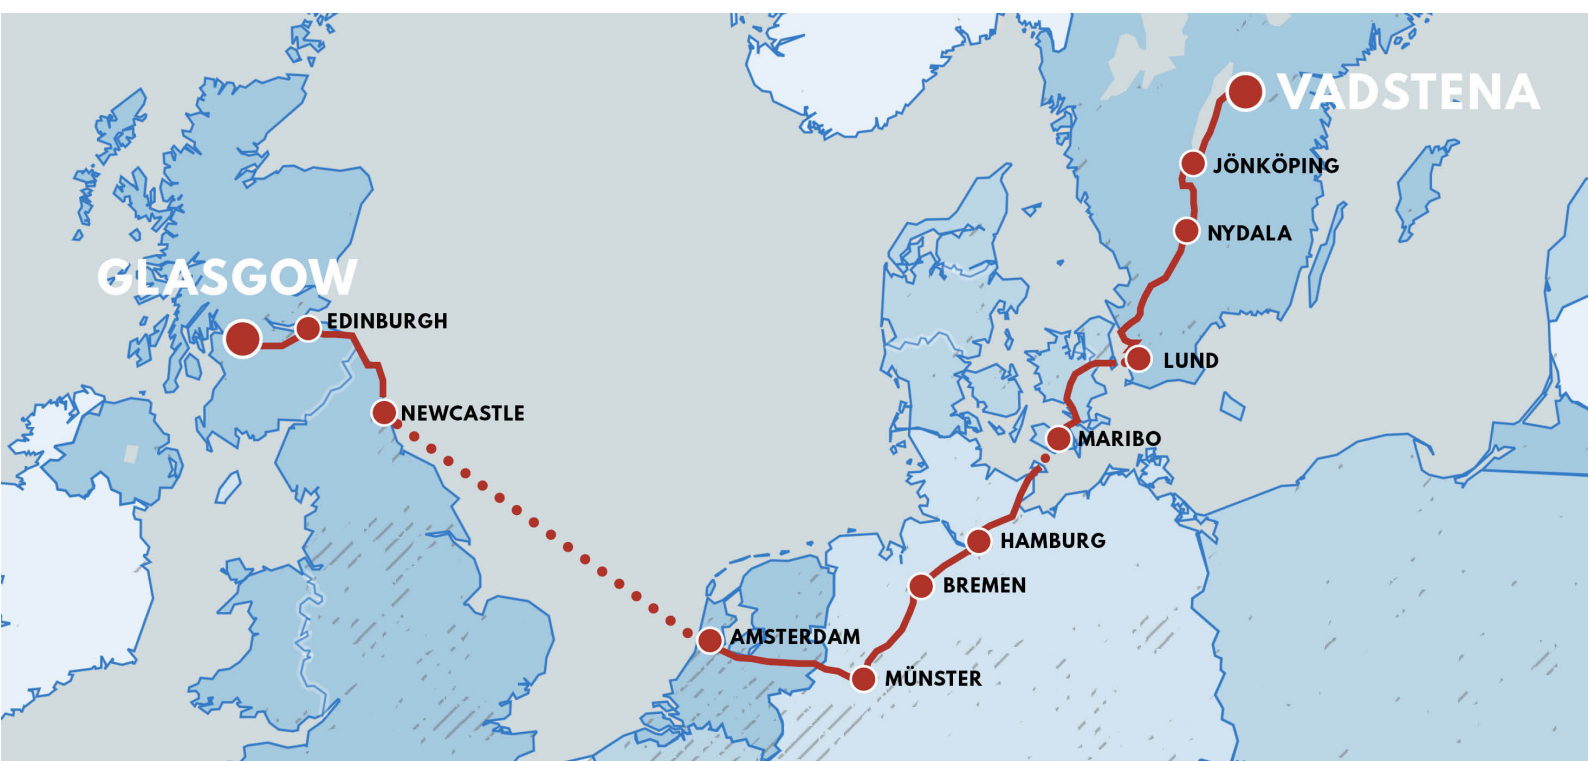 VADSTENA
JÖNKÖPING
NYDALA
GLASGOW
EDINBURGH
LUND
NEWCASTLE
MARIBO
HAMBURG
BREMEN
AMSTERDAM
MÜNSTER